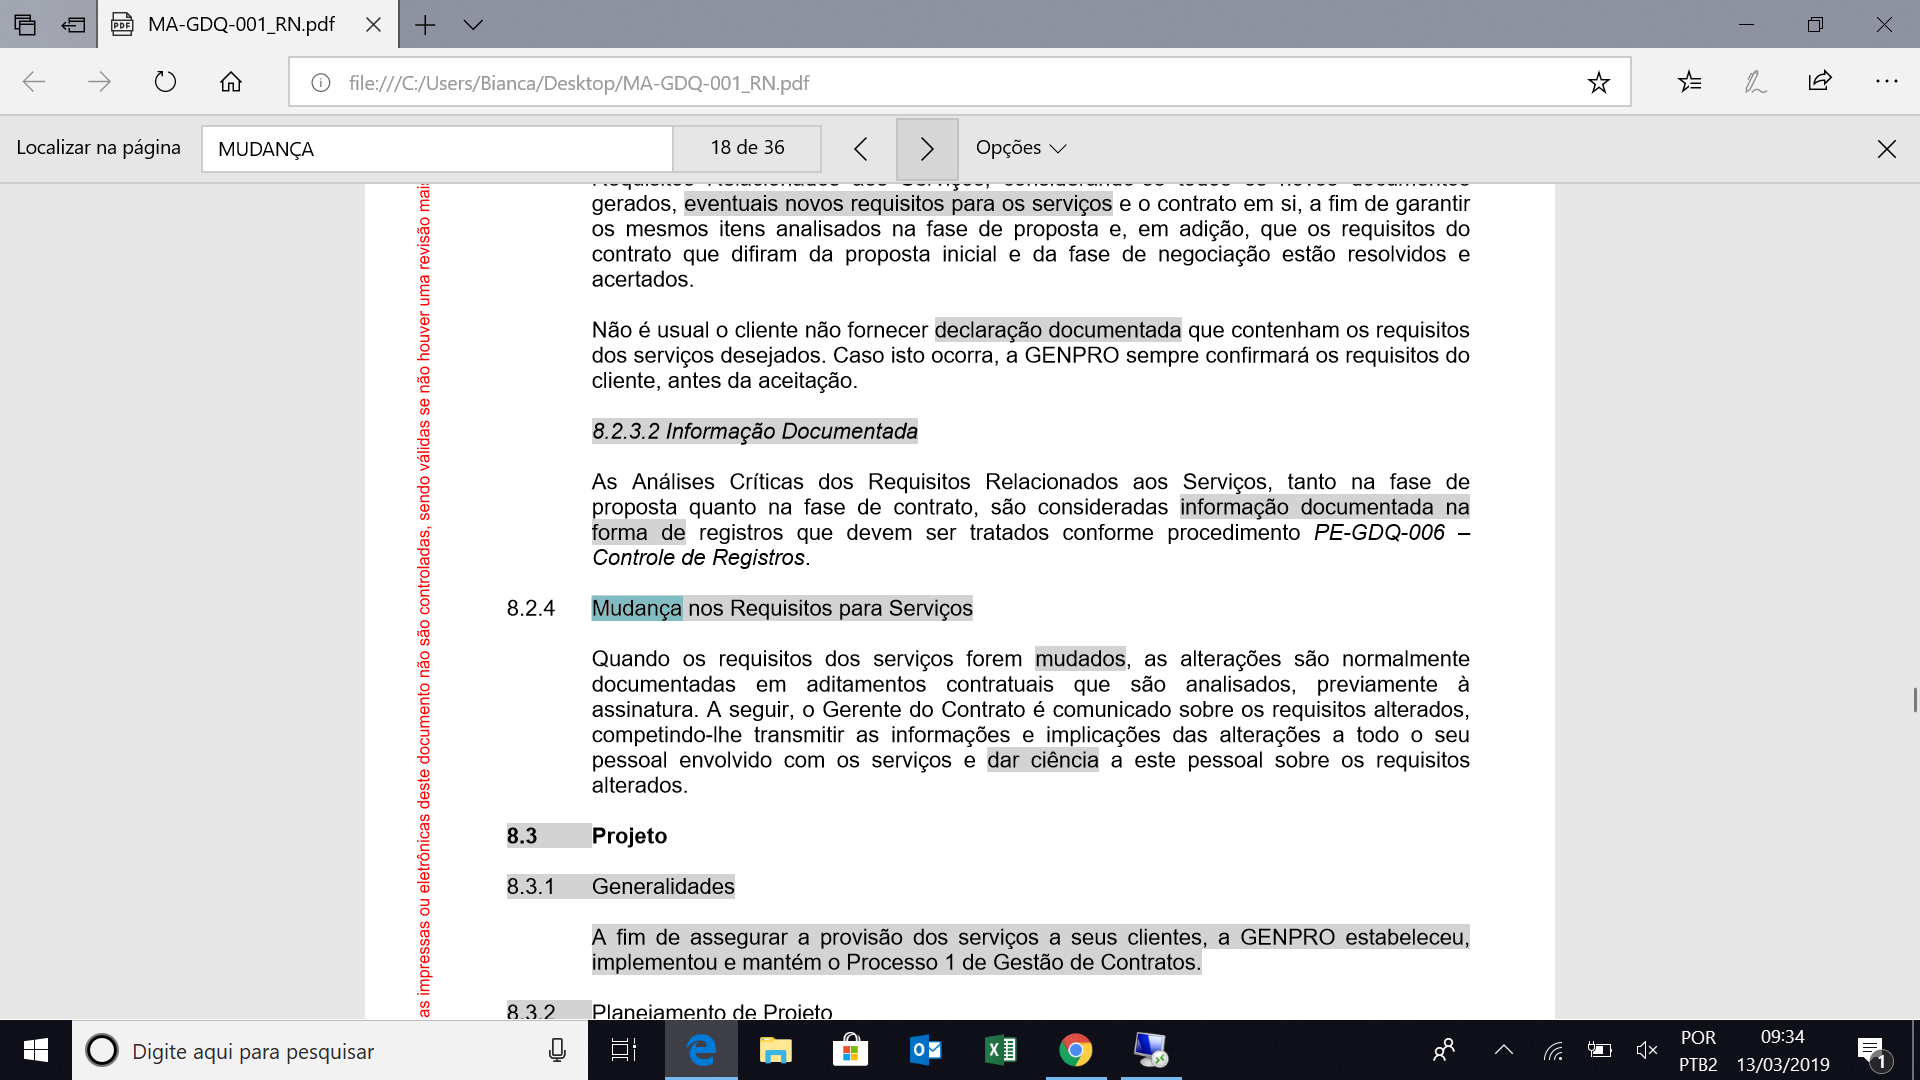 MA-GDQ-001_RN.pdf
file:///C:/Users/Bianca/Desktop/MA-GDQ-001_RN.pdf
Localizar na página
MUDANÇA
18 de 36
Opções
Requisitos Relacionados aos Serviços, considerando-se todos os novos documentos
gerados, eventuais novos requisitos para os serviços e o contrato em si, a fim de garantir
os mesmos itens analisados na fase de proposta e, em adição, que os requisitos do
contrato que difiram da proposta inicial e da fase de negociação estão resolvidos e
acertados.
Não é usual o cliente não fornecer declaração documentada que contenham os requisitos
dos serviços desejados. Caso isto ocorra, a GENPRO sempre confirmará os requisitos do
cliente, antes da aceitação.
8.2.3.2 Informação Documentada
As Análises Críticas dos Requisitos Relacionados aos Serviços, tanto na fase de
proposta quanto na fase de contrato, são consideradas informação documentada na
forma de registros que devem ser tratados conforme procedimento PE-GDQ-006 –
Controle de Registros.
8.2.4 Mudança nos Requisitos para Serviços
Quando os requisitos dos serviços forem mudados, as alterações são normalmente
documentadas em aditamentos contratuais que são analisados, previamente à
assinatura. A seguir, o Gerente do Contrato é comunicado sobre os requisitos alterados,
competindo-lhe transmitir as informações e implicações das alterações a todo o seu
pessoal envolvido com os serviços e dar ciência a este pessoal sobre os requisitos
alterados.
8.3 Projeto
8.3.1 Generalidades
A fim de assegurar a provisão dos serviços a seus clientes, a GENPRO estabeleceu,
implementou e mantém o Processo 1 de Gestão de Contratos.
8.3.2 Planejamento de Projeto
as impressas ou eletrônicas deste documento não são controladas, sendo válidas se não houver uma revisão mais
Digite aqui para pesquisar
POR
PTB2
09:34
13/03/2019
1